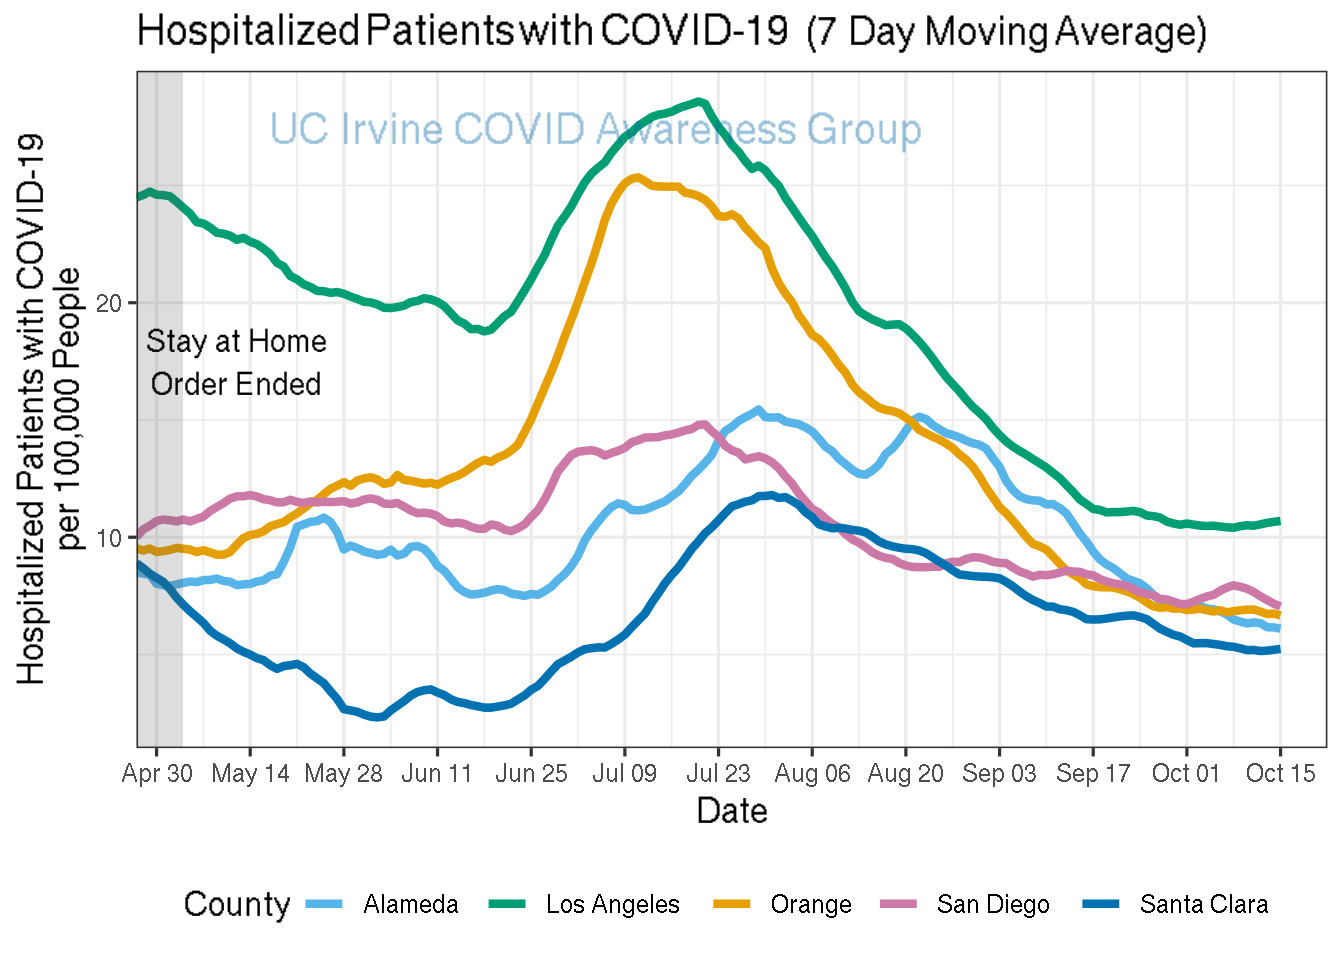 Hospitalized Patients with COVID-19 (7 Day Moving Average)
UC Irvine COVID Awareness Group
Hospitalized Patients with COVID-19
per 100,000 People
20
10
Stay at Home
Order Ended
Apr 30 May 14 May 28 Jun 11 Jun 25 Jul 09 Jul 23 Aug 06 Aug 20 Sep 03 Sep 17 Oct 01 Oct 15
Date
County Alameda Los Angeles Orange San Diego Santa Clara